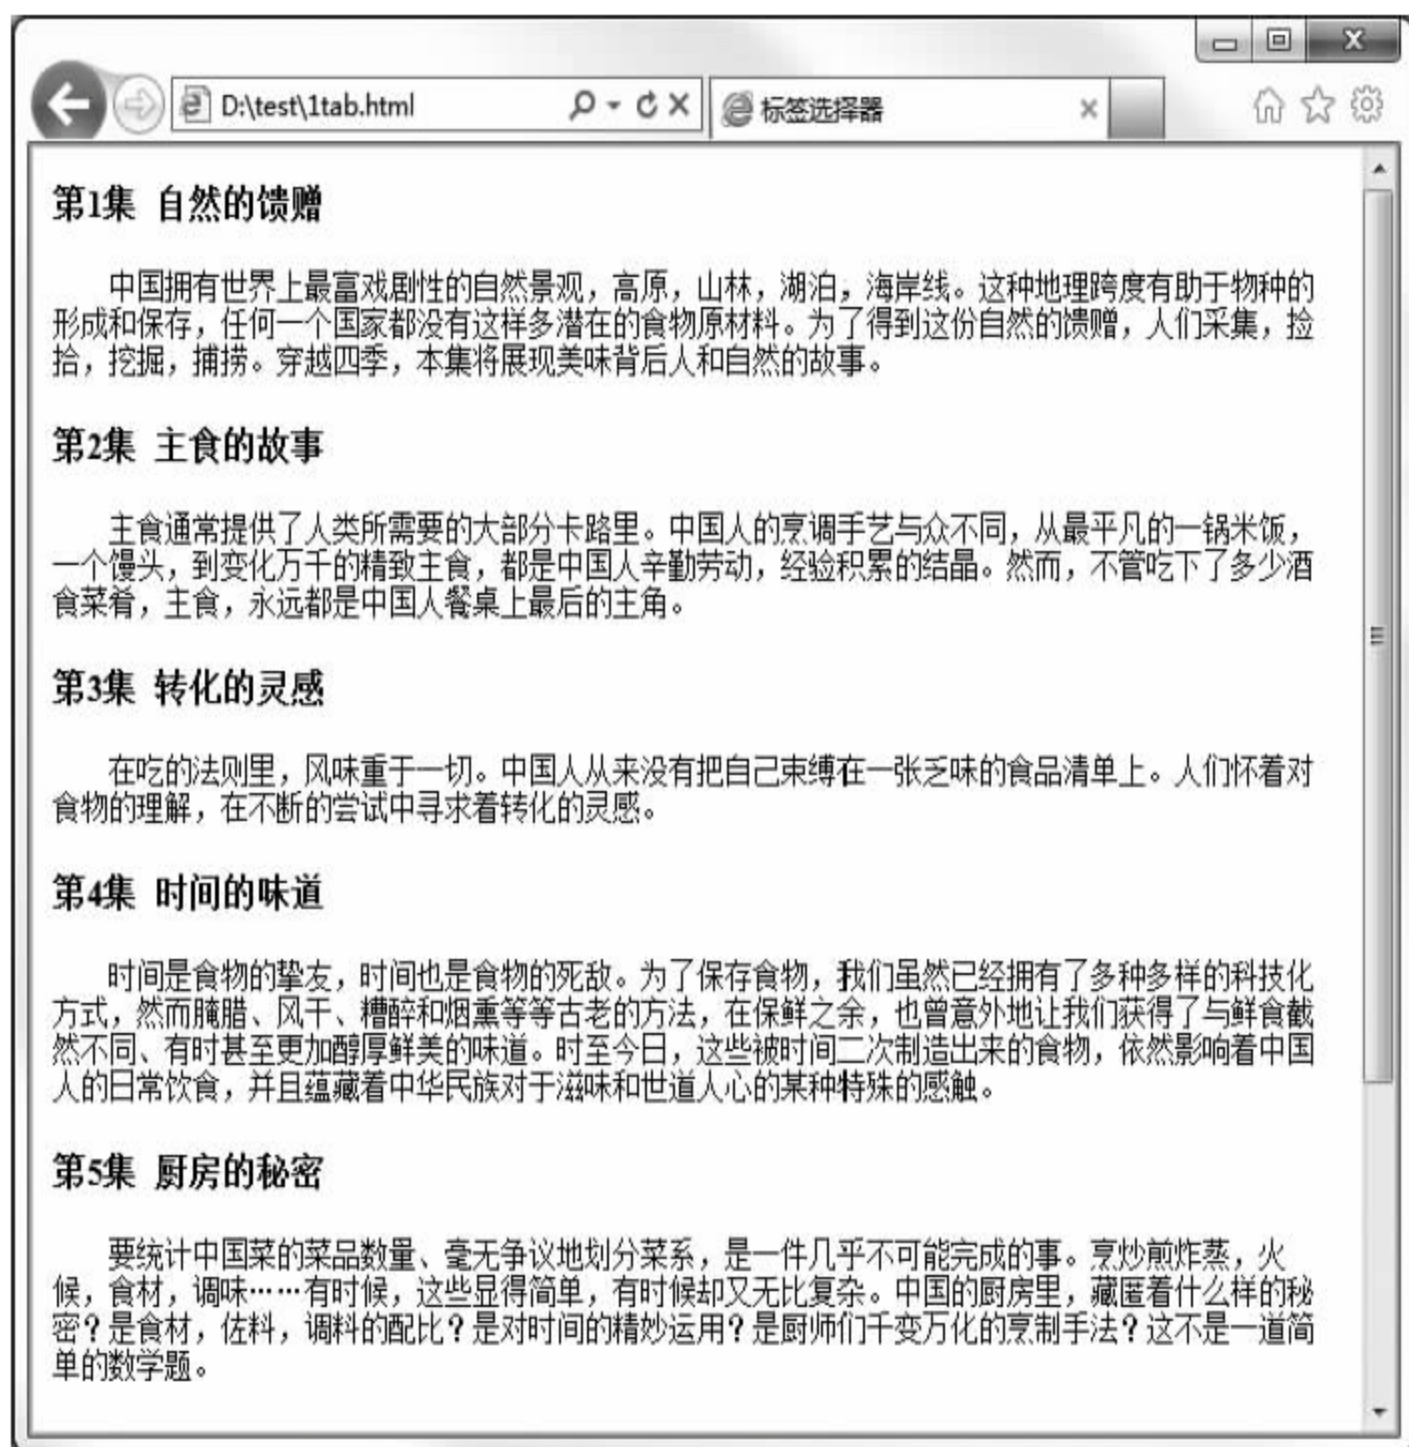 D:\test\1tab.html
标签选择器
第1集 自然的馈赠
中国拥有世界上最富戏剧性的自然景观，高原，山林，湖泊，海岸线。这种地理跨度有助于物种的
形成和保存，任何一个国家都没有这样多潜在的食物原材料。为了得到这份自然的馈赠，人们采集，捡
拾，挖掘，捕捞。穿越四季，本集将展现美味背后人和自然的故事。
第2集 主食的故事
主食通常提供了人类所需要的大部分卡路里。中国人的烹调手艺与众不同，从最平凡的一锅米饭，
一个馒头，到变化万千的精致主食，都是中国人辛勤劳动，经验积累的结晶。然而，不管吃下了多少酒
食菜肴，主食，永远都是中国人餐桌上最后的主角。
第3集 转化的灵感
在吃的法则里，风味重于一切。中国人从来没有把自己束缚在一张乏味的食品清单上。人们怀着对
食物的理解，在不断的尝试中寻求着转化的灵感。
第4集 时间的味道
时间是食物的挚友，时间也是食物的死敌。为了保存食物，我们虽然已经拥有了多种多样的科技化
方式，然而腌腊、风干、糟醉和烟熏等等古老的方法，在保鲜之余，也曾意外地让我们获得了与鲜食截
然不同、有时甚至更加醇厚鲜美的味道。时至今日，这些被时间二次制造出来的食物，依然影响着中国
人的日常饮食，并且蕴藏着中华民族对于滋味和世道人心的某种特殊的感触。
第5集 厨房的秘密
要统计中国菜的菜品数量、毫无争议地划分菜系，是一件几乎不可能完成的事。烹炒煎炸蒸，火
候，食材，调味……有时候，这些显得简单，有时候却又无比复杂。中国的厨房里，藏匿着什么样的秘
密？是食材，佐料，调料的配比？是对时间的精妙运用？是厨师们千变万化的烹制手法？这不是一道简
单的数学题。